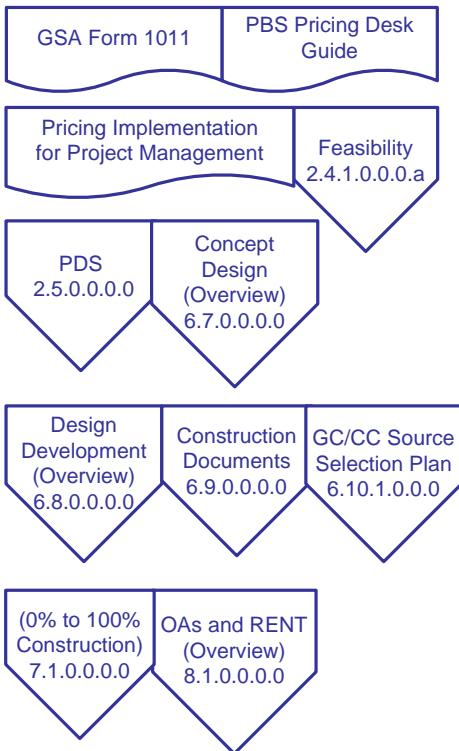 GSA Form 1011
PBS Pricing Desk
Guide
Pricing Implementation
for Project Management
Feasibility
2.4.1.0.0.0.a
PDS
2.5.0.0.0.0
Concept
Design
(Overview)
6.7.0.0.0.0
Design
Development
(Overview)
6.8.0.0.0.0
Construction
Documents
6.9.0.0.0.0
GC/CC Source
Selection Plan
6.10.1.0.0.0
(0% to 100%
Construction)
7.1.0.0.0.0
OAs and RENT
(Overview)
8.1.0.0.0.0